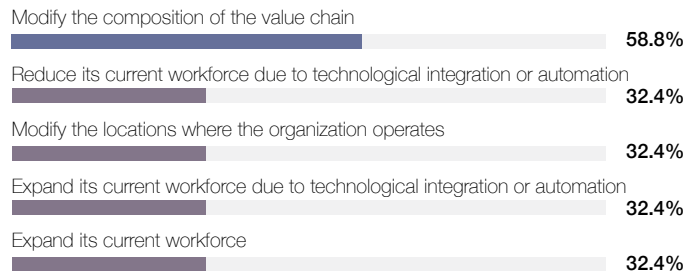 Modify the composition of the value chain
58.8%
Reduce its current workforce due to technological integration or automation
32.4%
Modify the locations where the organization operates
32.4%
Expand its current workforce due to technological integration or automation
32.4%
Expand its current workforce
32.4%